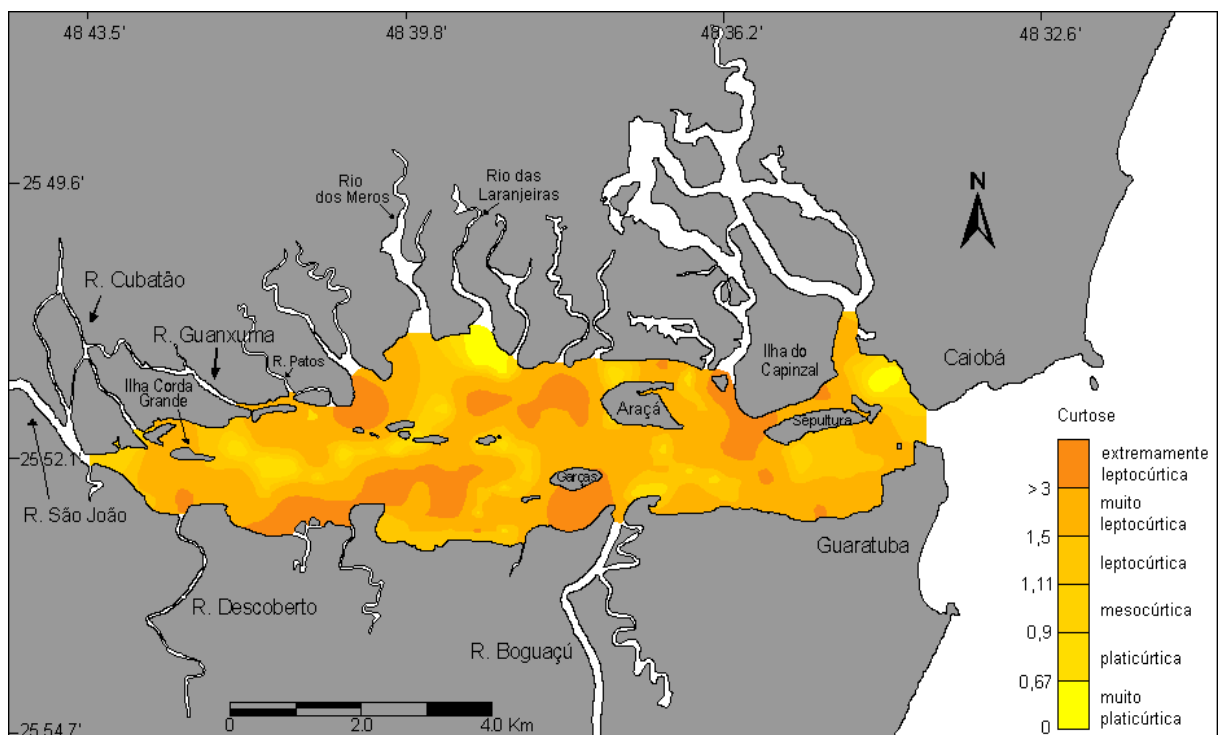 48 43.5'
48 39.8'
48 36.2'
48 32.6'
25 49.6'
Rio
dos Meros
Rio das
Laranjeiras
N
R. Cubatão
R. Guanxuma
R. Patos
Ilha Corda
Grande
Ilha do
Capinzal
Caiobá
Araçá
Sepultura
25 52.1'
Garças
R. São João
Guaratuba
R. Descoberto
R. Boguaçú
25 54.7'
0 2.0 4.0 Km
Curtose
extremamente
leptocúrtica
> 3
muito
leptocúrtica
1,5
leptocúrtica
1,11
mesocúrtica
0,9
platicúrtica
0,67
muito
platicúrtica
0